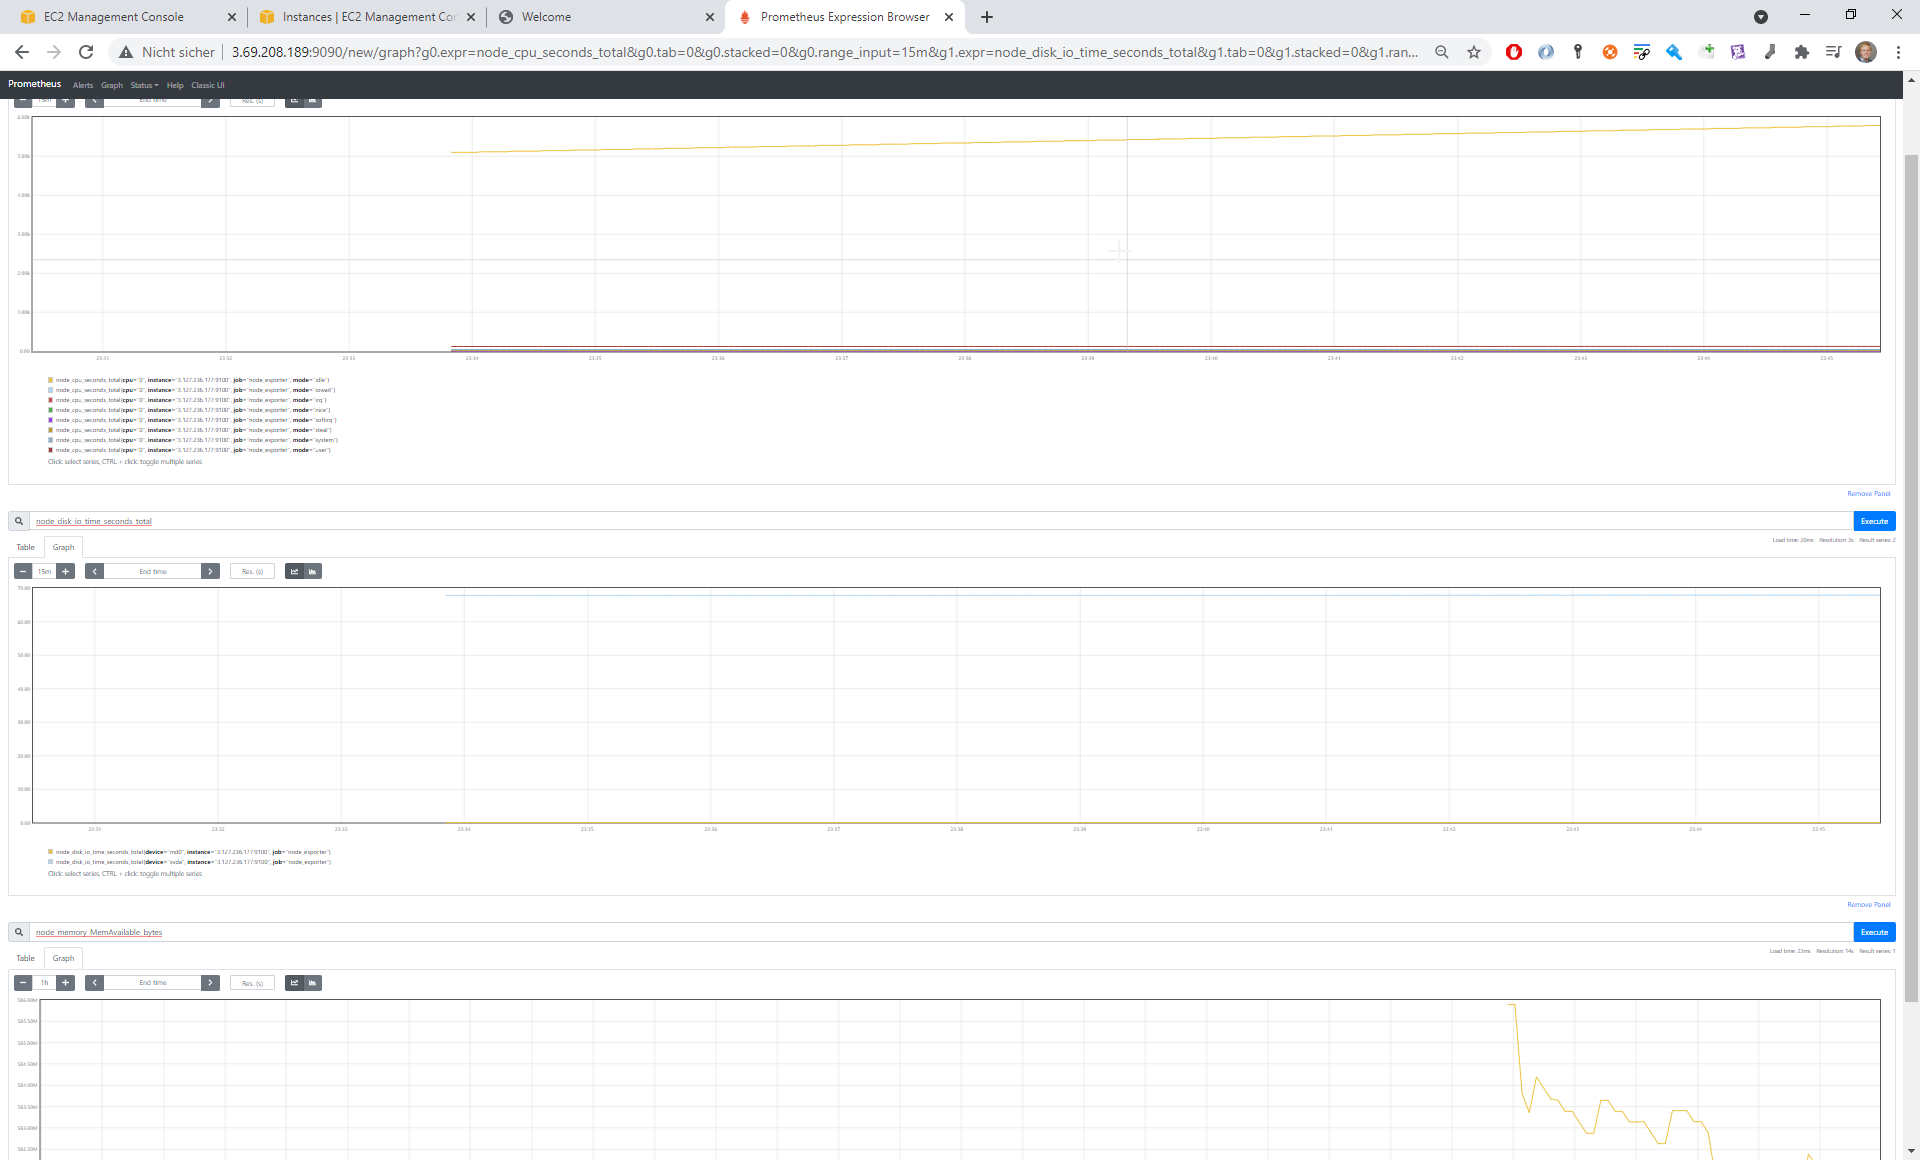 EC2 Management Console
Instances | EC2 Management Cor
Welcome
Prometheus Expression Browser
Nicht sicher
3.69.208.189:9090/new/graph?g0.expr=node_cpu_seconds_total&g0.tab=0&g0.stacked=0&g0.range_input=15m&g1.expr=node_disk_io_time_seconds_total&g1.tab=0&g1.stacked=0&g1.ran...
Prometheus Alerts Graph Status Help Classic UI
15m End time Res. (s)
6.00k
5.00k
4.00k
3.00k
2.00k
1.00k
0.00
23:31 23:32 23:33 23:34 23:35 23:36 23:37 23:38 23:39 23:40 23:41 23:42 23:43 23:44 23:45
node_cpu_seconds_total{cpu="0", instance="3.127.236.177:9100", job="node_exporter", mode="idle"}
node_cpu_seconds_total{cpu="0", instance="3.127.236.177:9100", job="node_exporter", mode="iowait"}
node_cpu_seconds_total{cpu="0", instance="3.127.236.177:9100", job="node_exporter", mode="irq"}
node_cpu_seconds_total{cpu="0", instance="3.127.236.177:9100", job="node_exporter", mode="nice"}
node_cpu_seconds_total{cpu="0", instance="3.127.236.177:9100", job="node_exporter", mode="softirq"}
node_cpu_seconds_total{cpu="0", instance="3.127.236.177:9100", job="node_exporter", mode="steal"}
node_cpu_seconds_total{cpu="0", instance="3.127.236.177:9100", job="node_exporter", mode="system"}
node_cpu_seconds_total{cpu="0", instance="3.127.236.177:9100", job="node_exporter", mode="user"}
Click: select series, CTRL + click: toggle multiple series
Remove Panel
node_disk_io_time_seconds_total
Execute
Table Graph
Load time: 20ms Resolution: 3s Result series: 2
15m End time Res. (s)
70.00
60.00
50.00
40.00
30.00
20.00
10.00
0.00
23:31 23:32 23:33 23:34 23:35 23:36 23:37 23:38 23:39 23:40 23:41 23:42 23:43 23:44 23:45
node_disk_io_time_seconds_total{device="md0", instance="3.127.236.177:9100", job="node_exporter"}
node_disk_io_time_seconds_total{device="xvda", instance="3.127.236.177:9100", job="node_exporter"}
Click: select series, CTRL + click: toggle multiple series
Remove Panel
node_memory_MemAvailable_bytes
Execute
Table Graph
Load time: 23ms Resolution: 14s Result series: 1
1h End time Res. (s)
586.00M
585.50M
585.00M
584.50M
584.00M
583.50M
583.00M
582.50M